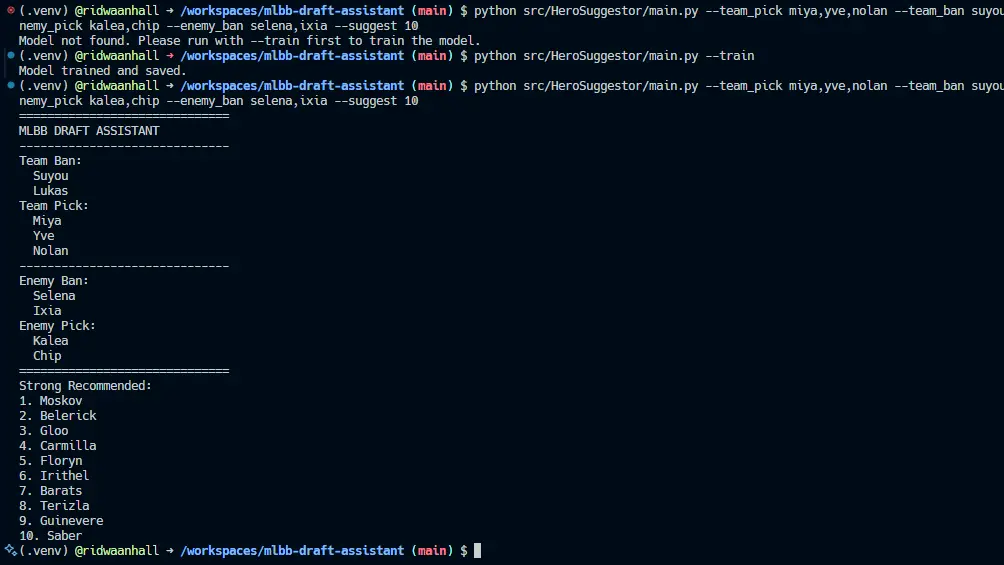 (.venv) @ridwaanhall → /workspaces/mlbb-draft-assistant (main) $ python src/HeroSuggestor/main.py --team_pick miya,yve,nolan --team_ban suyou
nemy_pick kalea,chip --enemy_ban selena,ixia --suggest 10
Model not found. Please run with --train first to train the model.
(.venv) @ridwaanhall → /workspaces/mlbb-draft-assistant (main) $ python src/HeroSuggestor/main.py --train
Model trained and saved.
(.venv) @ridwaanhall → /workspaces/mlbb-draft-assistant (main) $ python src/HeroSuggestor/main.py --team_pick miya,yve,nolan --team_ban suyou
nemy_pick kalea,chip --enemy_ban selena,ixia --suggest 10
==============================
MLBB DRAFT ASSISTANT
------------------------------
Team Ban:
Suyou
Lukas
Team Pick:
Miya
Yve
Nolan
------------------------------
Enemy Ban:
Selena
Ixia
Enemy Pick:
Kalea
Chip
==============================
Strong Recommended:
1. Moskov
2. Belerick
3. Gloo
4. Carmilla
5. Floryn
6. Irithel
7. Barats
8. Terizla
9. Guinevere
10. Saber
(.venv) @ridwaanhall → /workspaces/mlbb-draft-assistant (main) $